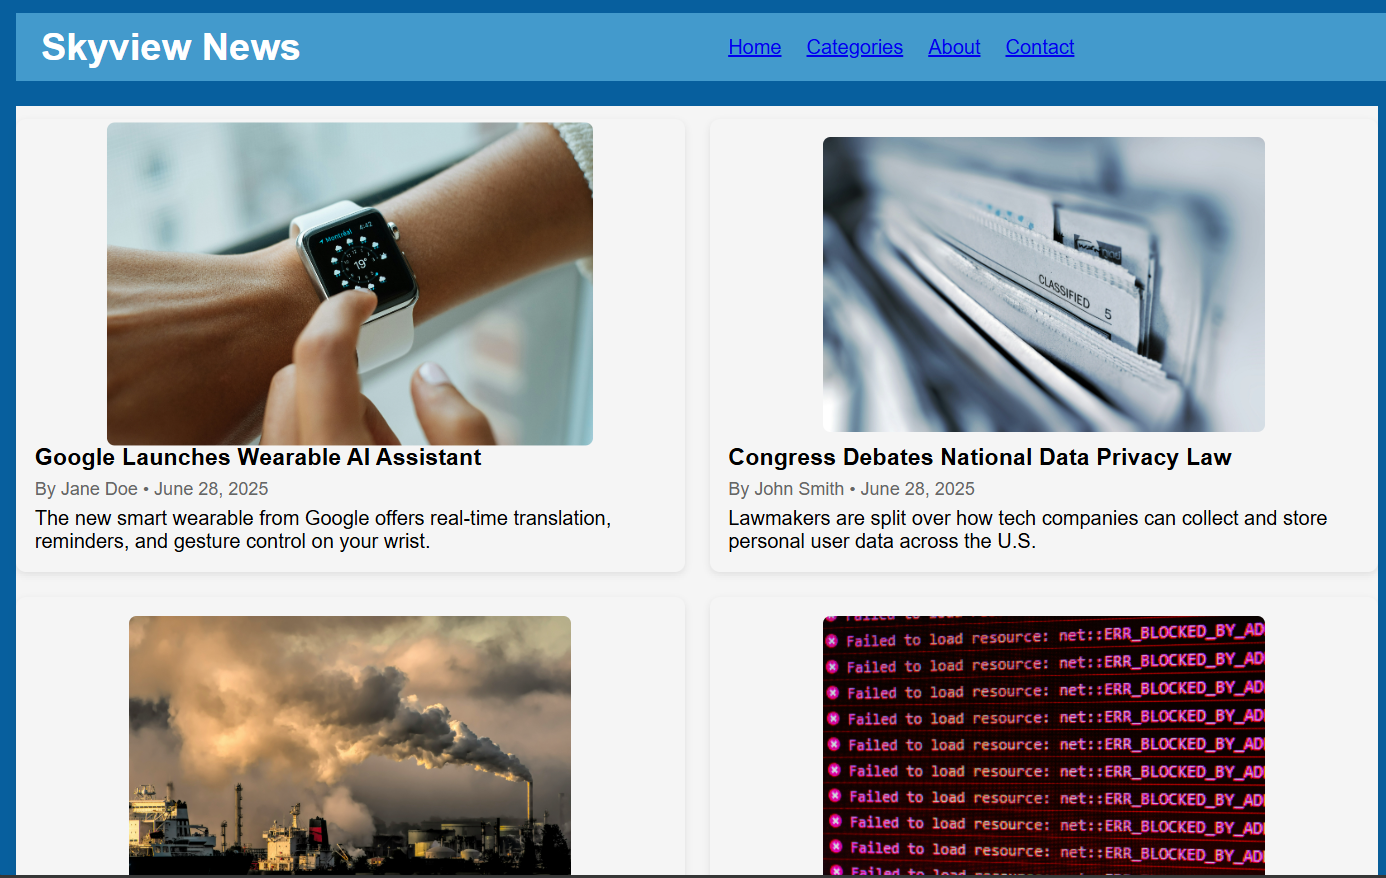 Skyview News
Home Categories About Contact
Montréal 4:42
19°
CLASSIFIED
5
Google Launches Wearable AI Assistant
By Jane Doe • June 28, 2025
The new smart wearable from Google offers real-time translation,
reminders, and gesture control on your wrist.
Congress Debates National Data Privacy Law
By John Smith • June 28, 2025
Lawmakers are split over how tech companies can collect and store
personal user data across the U.S.
Failed to load resource: net::ERR_BLOCKED_BY_AD
Failed to load resource: net::ERR_BLOCKED_BY_AD
Failed to load resource: net::ERR_BLOCKED_BY_AD
Failed to load resource: net::ERR_BLOCKED_BY_AD
Failed to load resource: net::ERR_BLOCKED_BY_AD
Failed to load resource: net::ERR_BLOCKED_BY_AD
Failed to load resource: net::ERR_BLOCKED_BY_AD
Failed to load resource: net::ERR_BLOCKED_BY_AD
Failed to load resource: net::ERR_BLOCKED_BY_AD